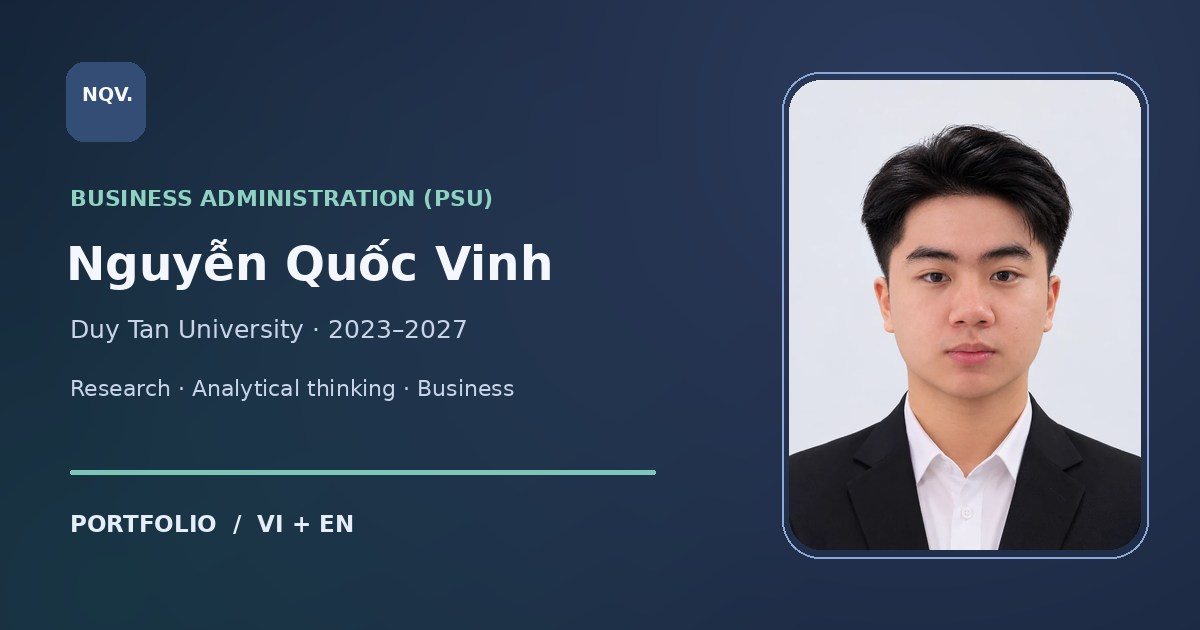 NQV.
BUSINESS ADMINISTRATION (PSU)
Nguyễn Quốc Vinh
Duy Tan University · 2023–2027
Research · Analytical thinking · Business
PORTFOLIO / VI + EN